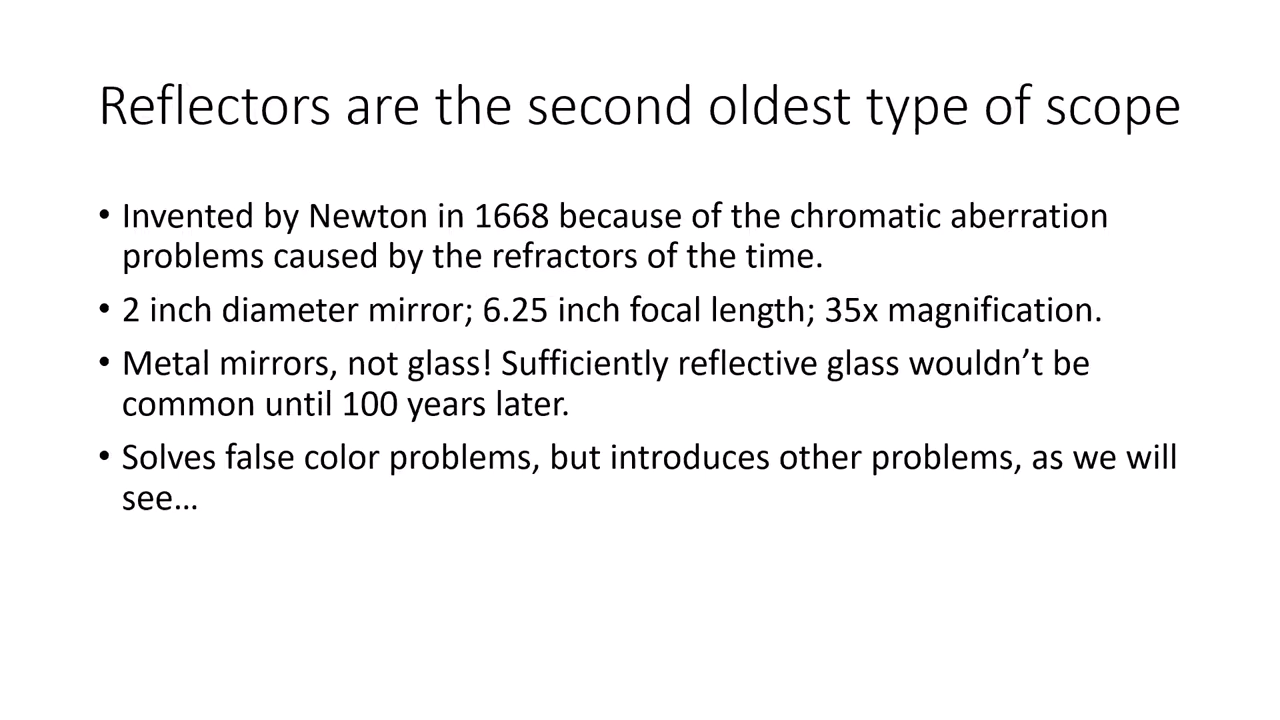 Reflectors are the second oldest type of scope
• Invented by Newton in 1668 because of the chromatic aberration
problems caused by the refractors of the time.
• 2 inch diameter mirror; 6.25 inch focal length; 35x magnification.
• Metal mirrors, not glass! Sufficiently reflective glass wouldn’t be
common until 100 years later.
• Solves false color problems, but introduces other problems, as we will
see…